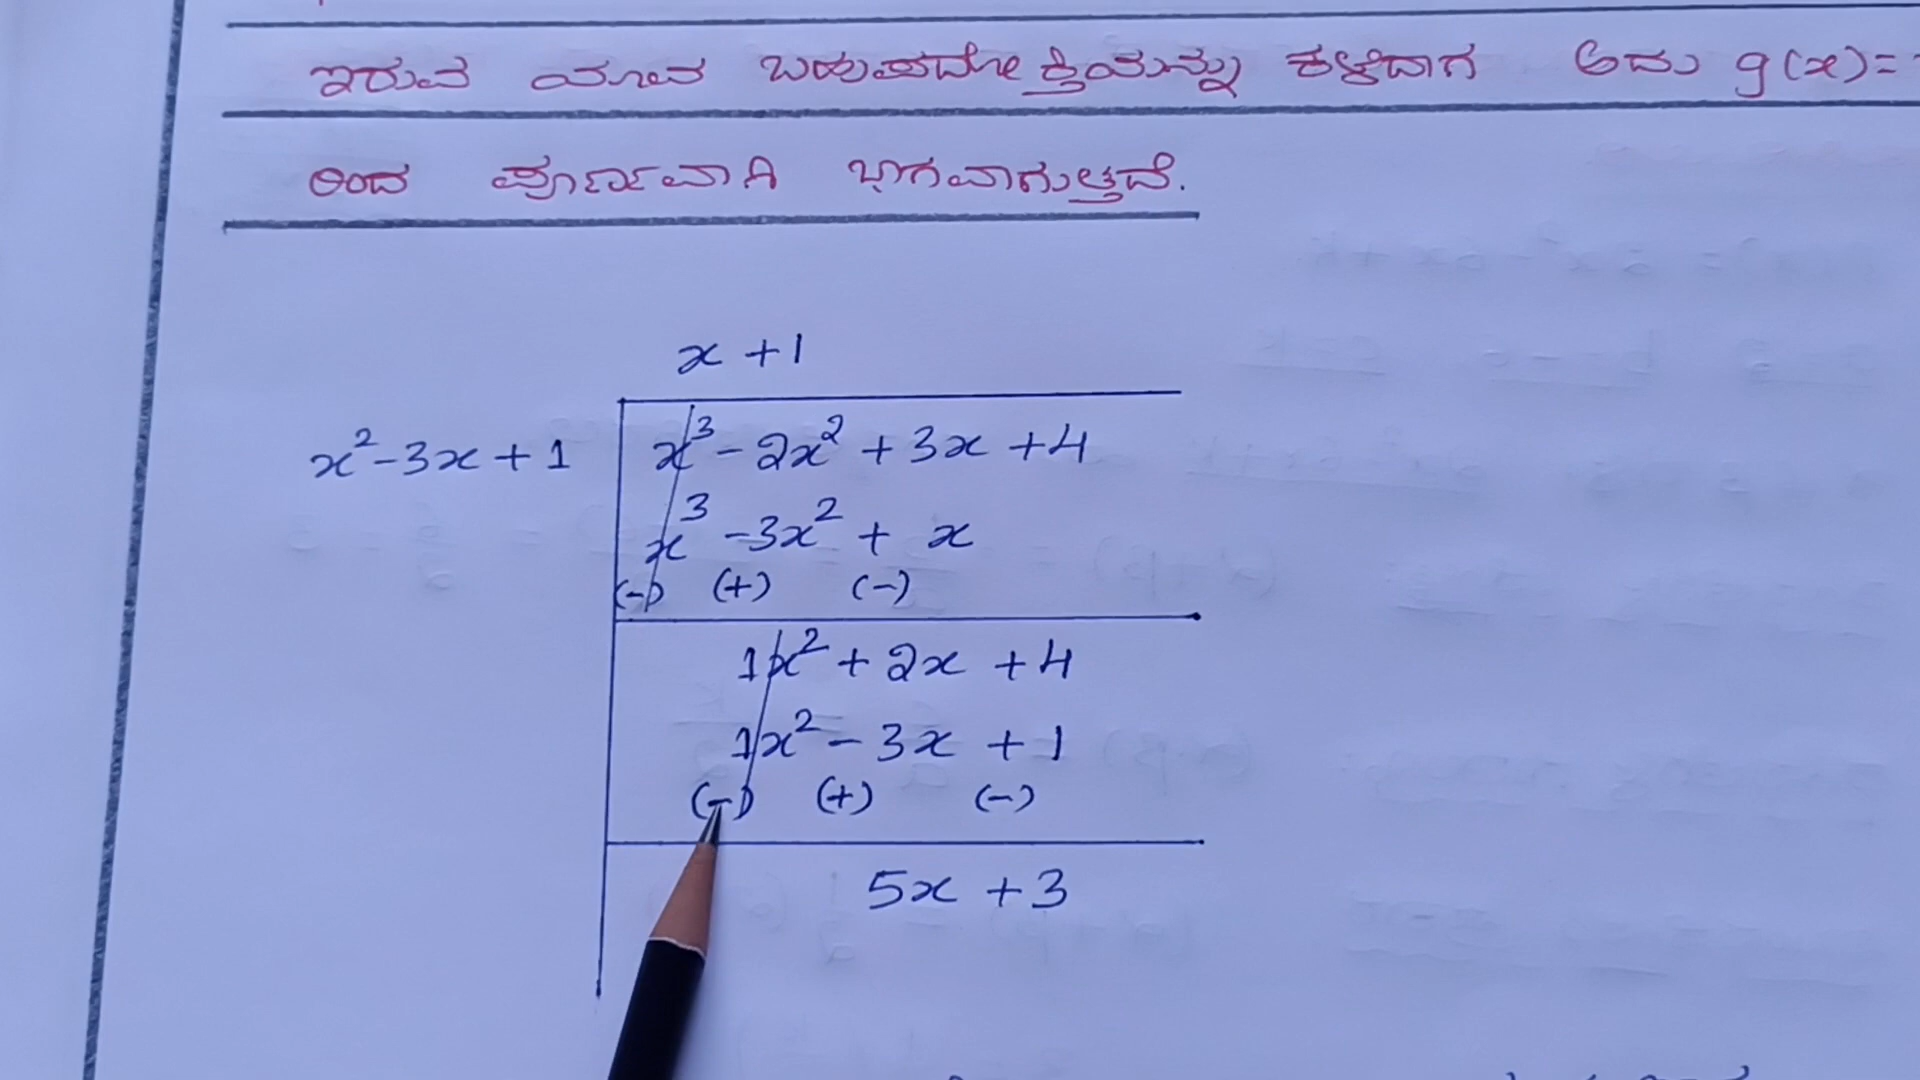 ಇರುವ ಯಾವ ಬಹುಪದೋಕ್ತಿಯನ್ನು ಕಳೆದಾಗ ಅದು g(x)=
ಅಂದ ಪೂರ್ಣವಾಗಿ ಭಾಗವಾಗುತ್ತದೆ.
x + 1
x² - 3x + 1
x³ - 2x² + 3x + 4
x³ - 3x² + x
(-) (+) (-)
1x² + 2x + 4
1x² - 3x + 1
(-) (+) (-)
5x + 3